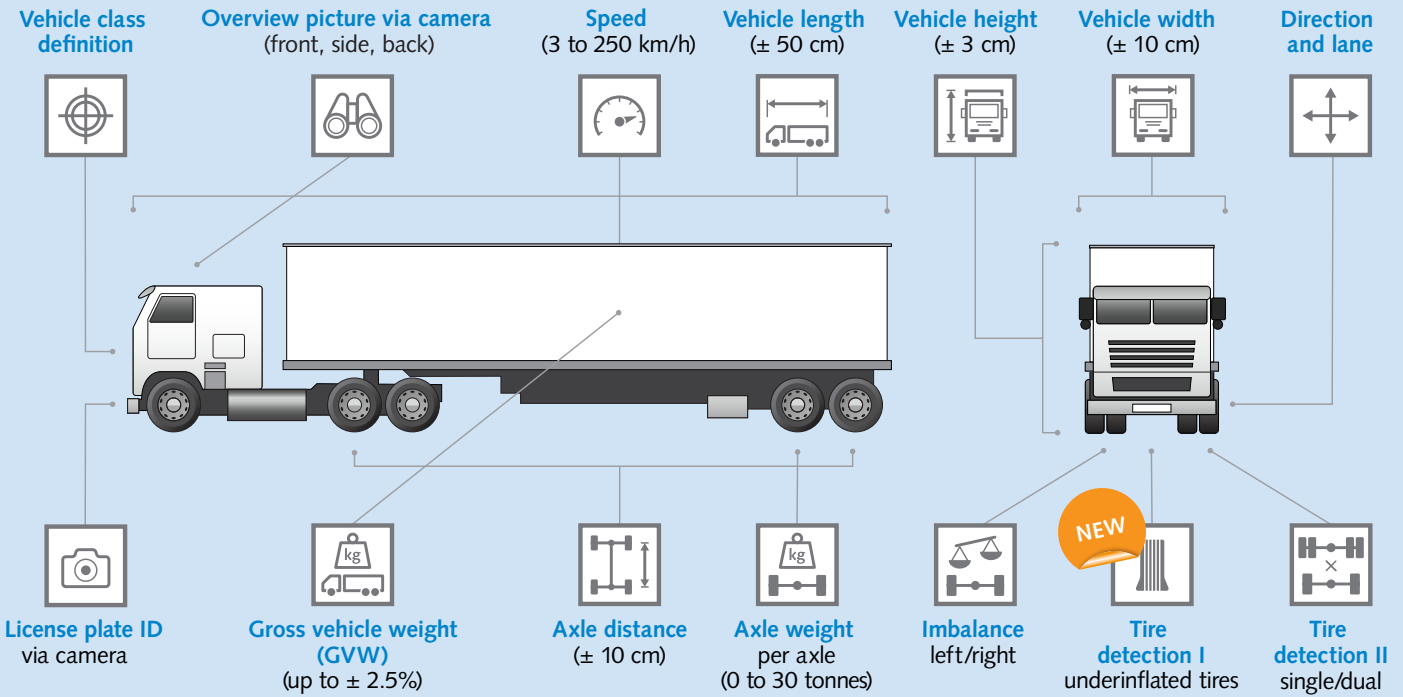 Vehicle class
definition
Overview picture via camera
(front, side, back)
Speed
(3 to 250 km/h)
Vehicle length
(± 50 cm)
Vehicle height
(± 3 cm)
Vehicle width
(± 10 cm)
Direction
and lane
kg
kg
NEW
License plate ID
via camera
Gross vehicle weight
(GVW)
(up to ± 2.5%)
Axle distance
(± 10 cm)
Axle weight
per axle
(0 to 30 tonnes)
Imbalance
left/right
Tire
detection I
underinflated tires
Tire
detection II
single/dual